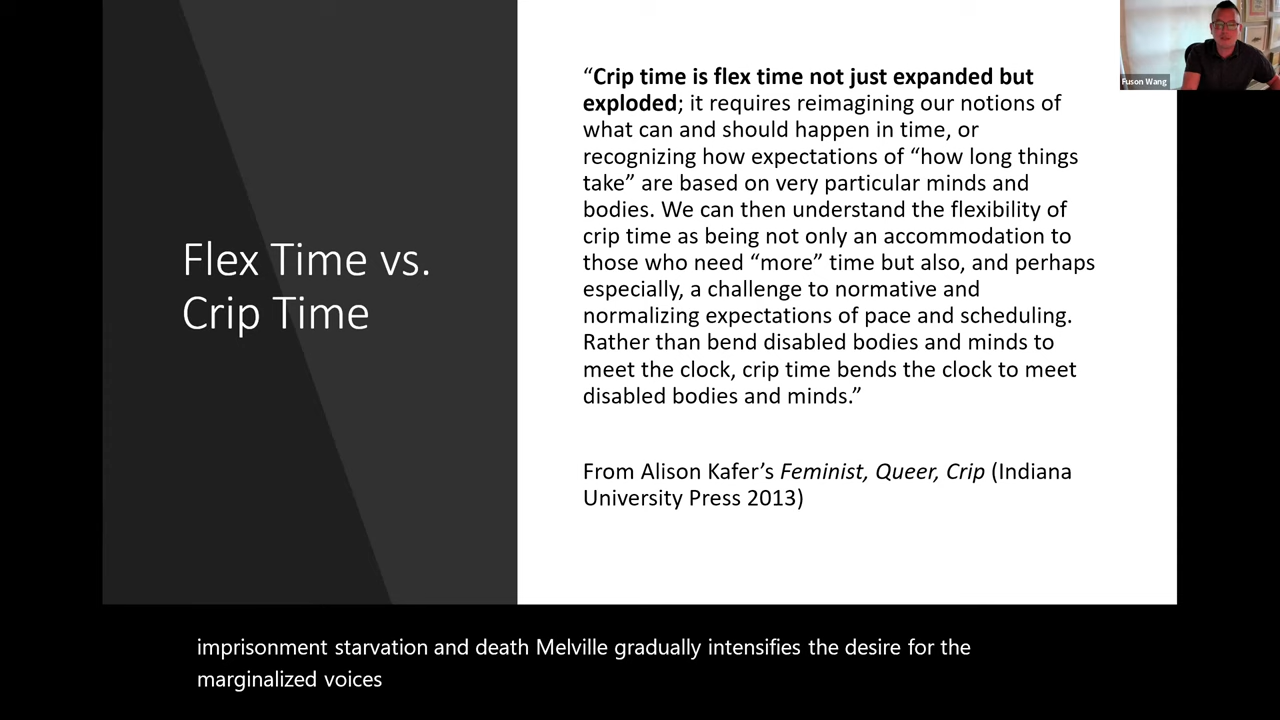 Flex Time vs.
Crip Time
“Crip time is flex time not just expanded but
exploded; it requires reimagining our notions of
what can and should happen in time, or
recognizing how expectations of “how long things
take” are based on very particular minds and
bodies. We can then understand the flexibility of
crip time as being not only an accommodation to
those who need “more” time but also, and perhaps
especially, a challenge to normative and
normalizing expectations of pace and scheduling.
Rather than bend disabled bodies and minds to
meet the clock, crip time bends the clock to meet
disabled bodies and minds.”
From Alison Kafer’s Feminist, Queer, Crip (Indiana
University Press 2013)
Fuson Wang
imprisonment starvation and death Melville gradually intensifies the desire for the
marginalized voices